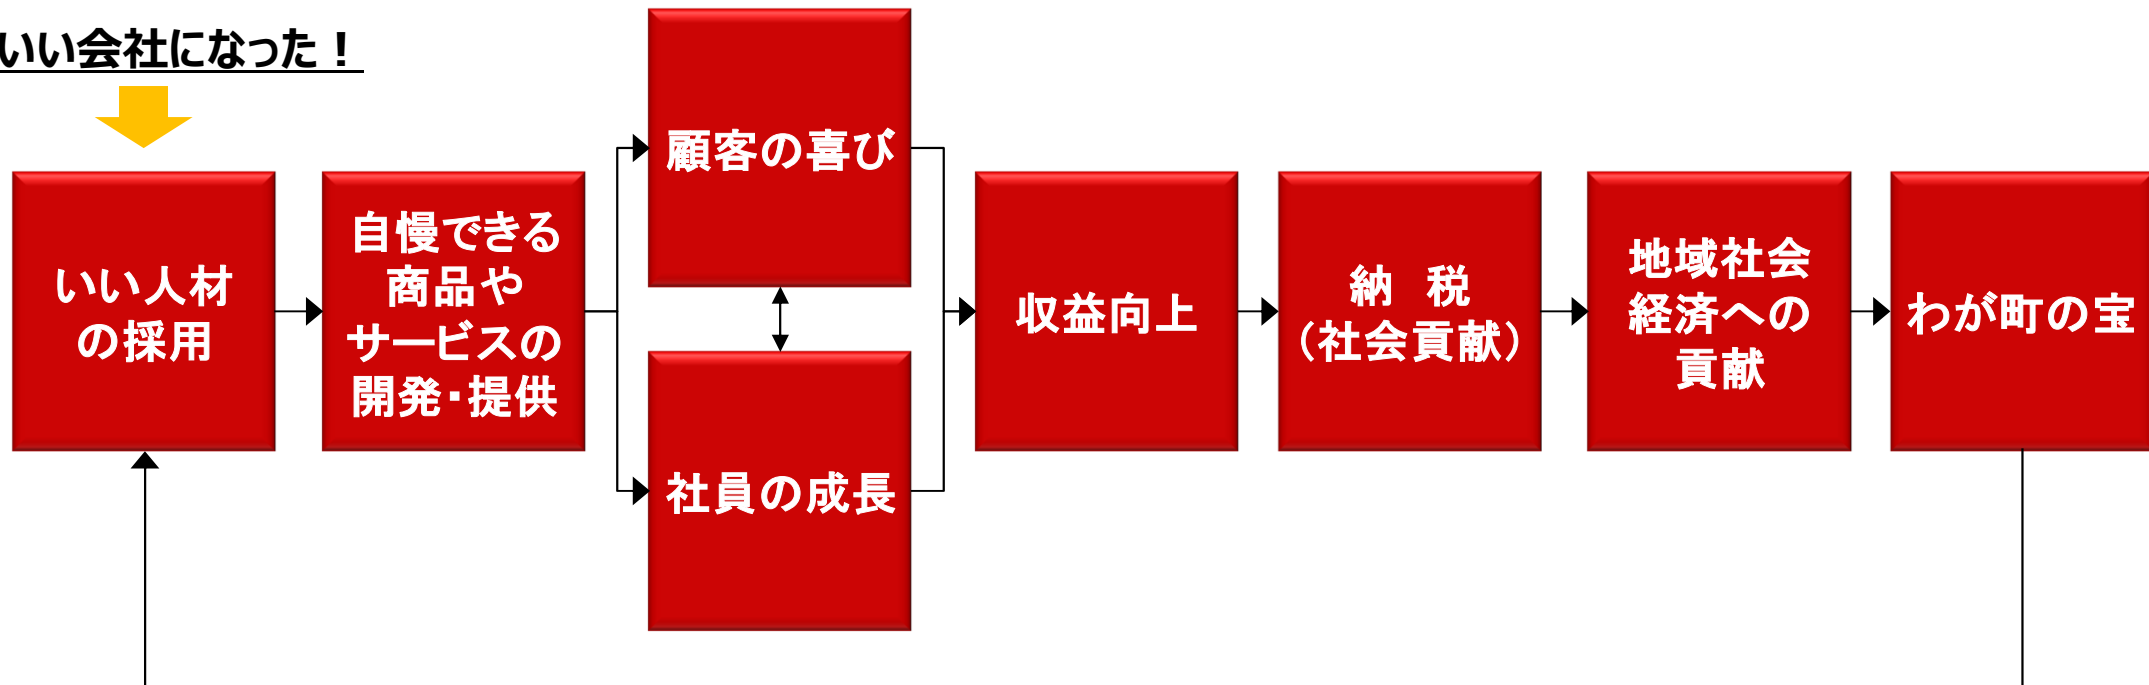 いい会社になった！
いい人材
の採用
自慢できる
商品や
サービスの
開発・提供
顧客の喜び
社員の成長
収益向上
納　税
（社会貢献）
地域社会
経済への
貢献
わが町の宝